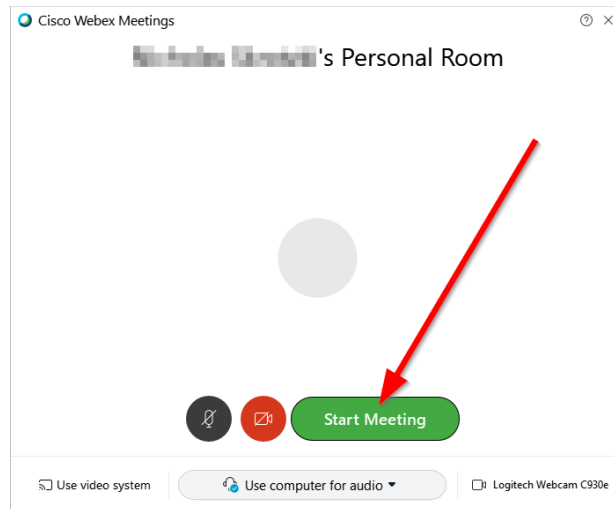 Cisco Webex Meetings
's Personal Room
Start Meeting
Use video system
Use computer for audio
Logitech Webcam C930e